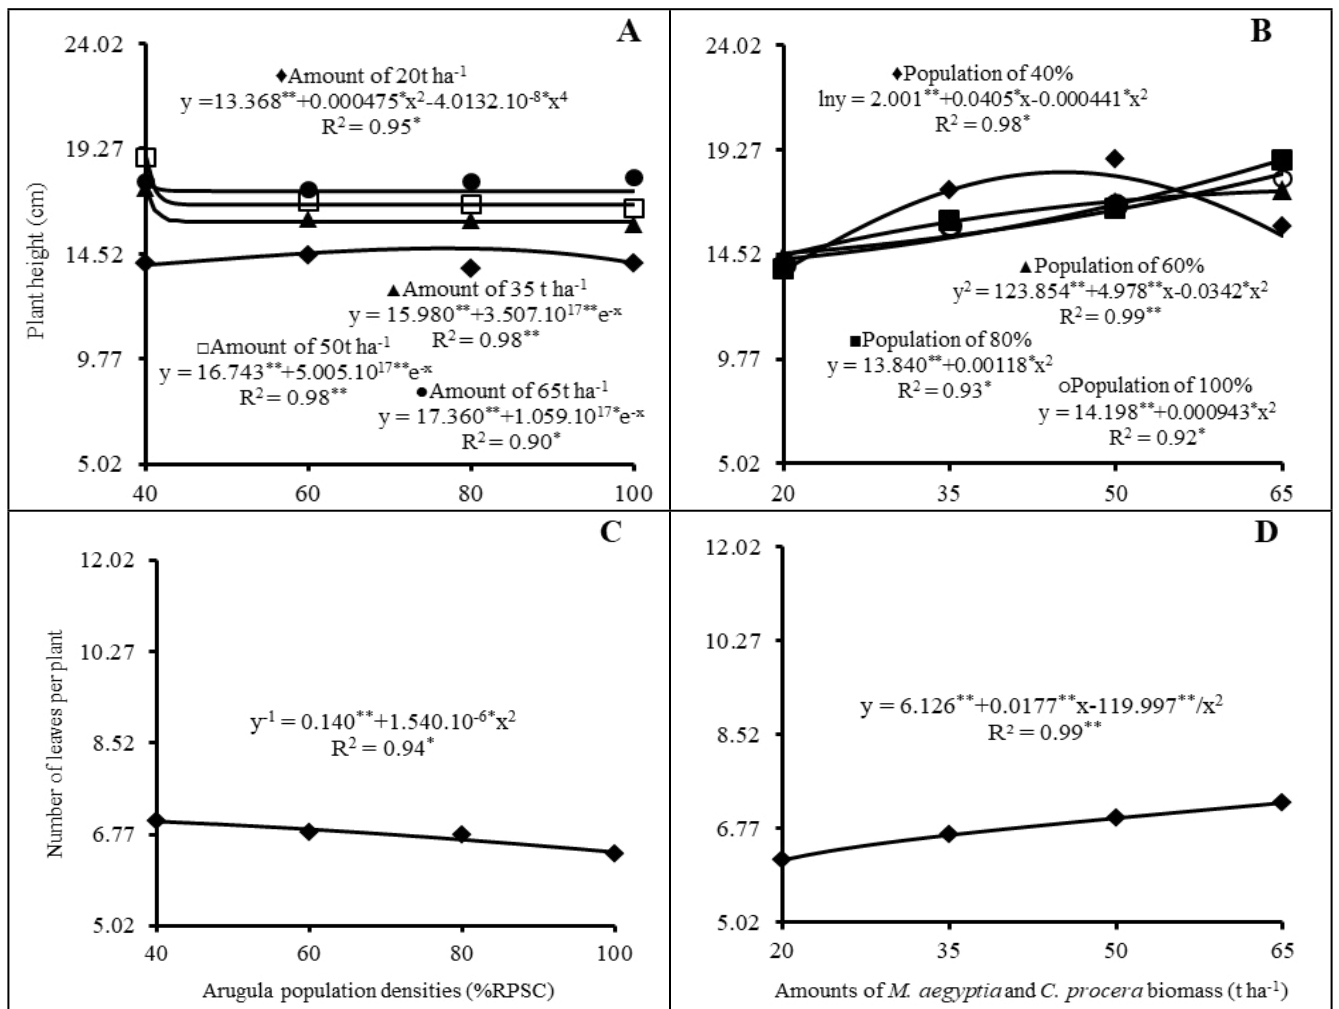 A
24.02
19.27
14.52
9.77
5.02
Plant height (cm)
◆Amount of 20t ha⁻¹
y =13.368**+0.000475*x²-4.0132.10⁻⁸*x⁴
R² = 0.95*
▲Amount of 35 t ha⁻¹
y = 15.980**+3.507.10¹⁷**e⁻ˣ
R² = 0.98**
□Amount of 50t ha⁻¹
y = 16.743**+5.005.10¹⁷**e⁻ˣ
R² = 0.98**
●Amount of 65t ha⁻¹
y = 17.360**+1.059.10¹⁷*e⁻ˣ
R² = 0.90*
40 60 80 100
B
24.02
19.27
14.52
9.77
5.02
◆Population of 40%
lny = 2.001**+0.0405*x-0.000441*x²
R² = 0.98*
▲Population of 60%
y² = 123.854**+4.978**x-0.0342*x²
R² = 0.99**
■Population of 80%
y = 13.840**+0.00118*x²
R² = 0.93*
○Population of 100%
y = 14.198**+0.000943*x²
R² = 0.92*
20 35 50 65
C
12.02
10.27
8.52
6.77
5.02
Number of leaves per plant
y⁻¹ = 0.140**+1.540.10⁻⁶*x²
R² = 0.94*
40 60 80 100
Arugula population densities (%RPSC)
D
12.02
10.27
8.52
6.77
5.02
y = 6.126**+0.0177**x-119.997**/x²
R² = 0.99**
20 35 50 65
Amounts of M. aegyptia and C. procera biomass (t ha⁻¹)